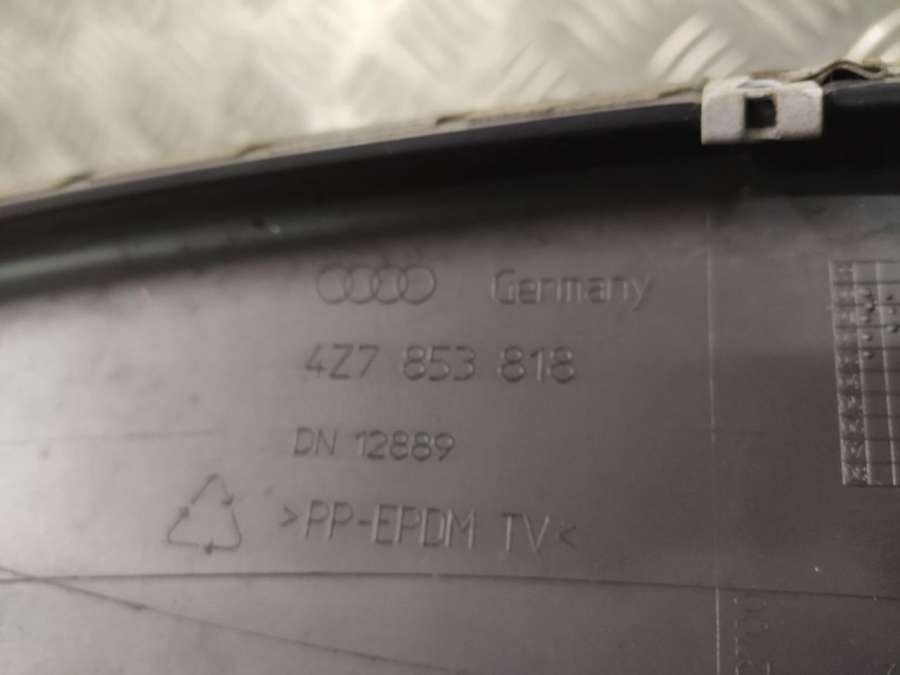 Germany
4Z7 853 818
DN 12889
>PP-EPDM TV<